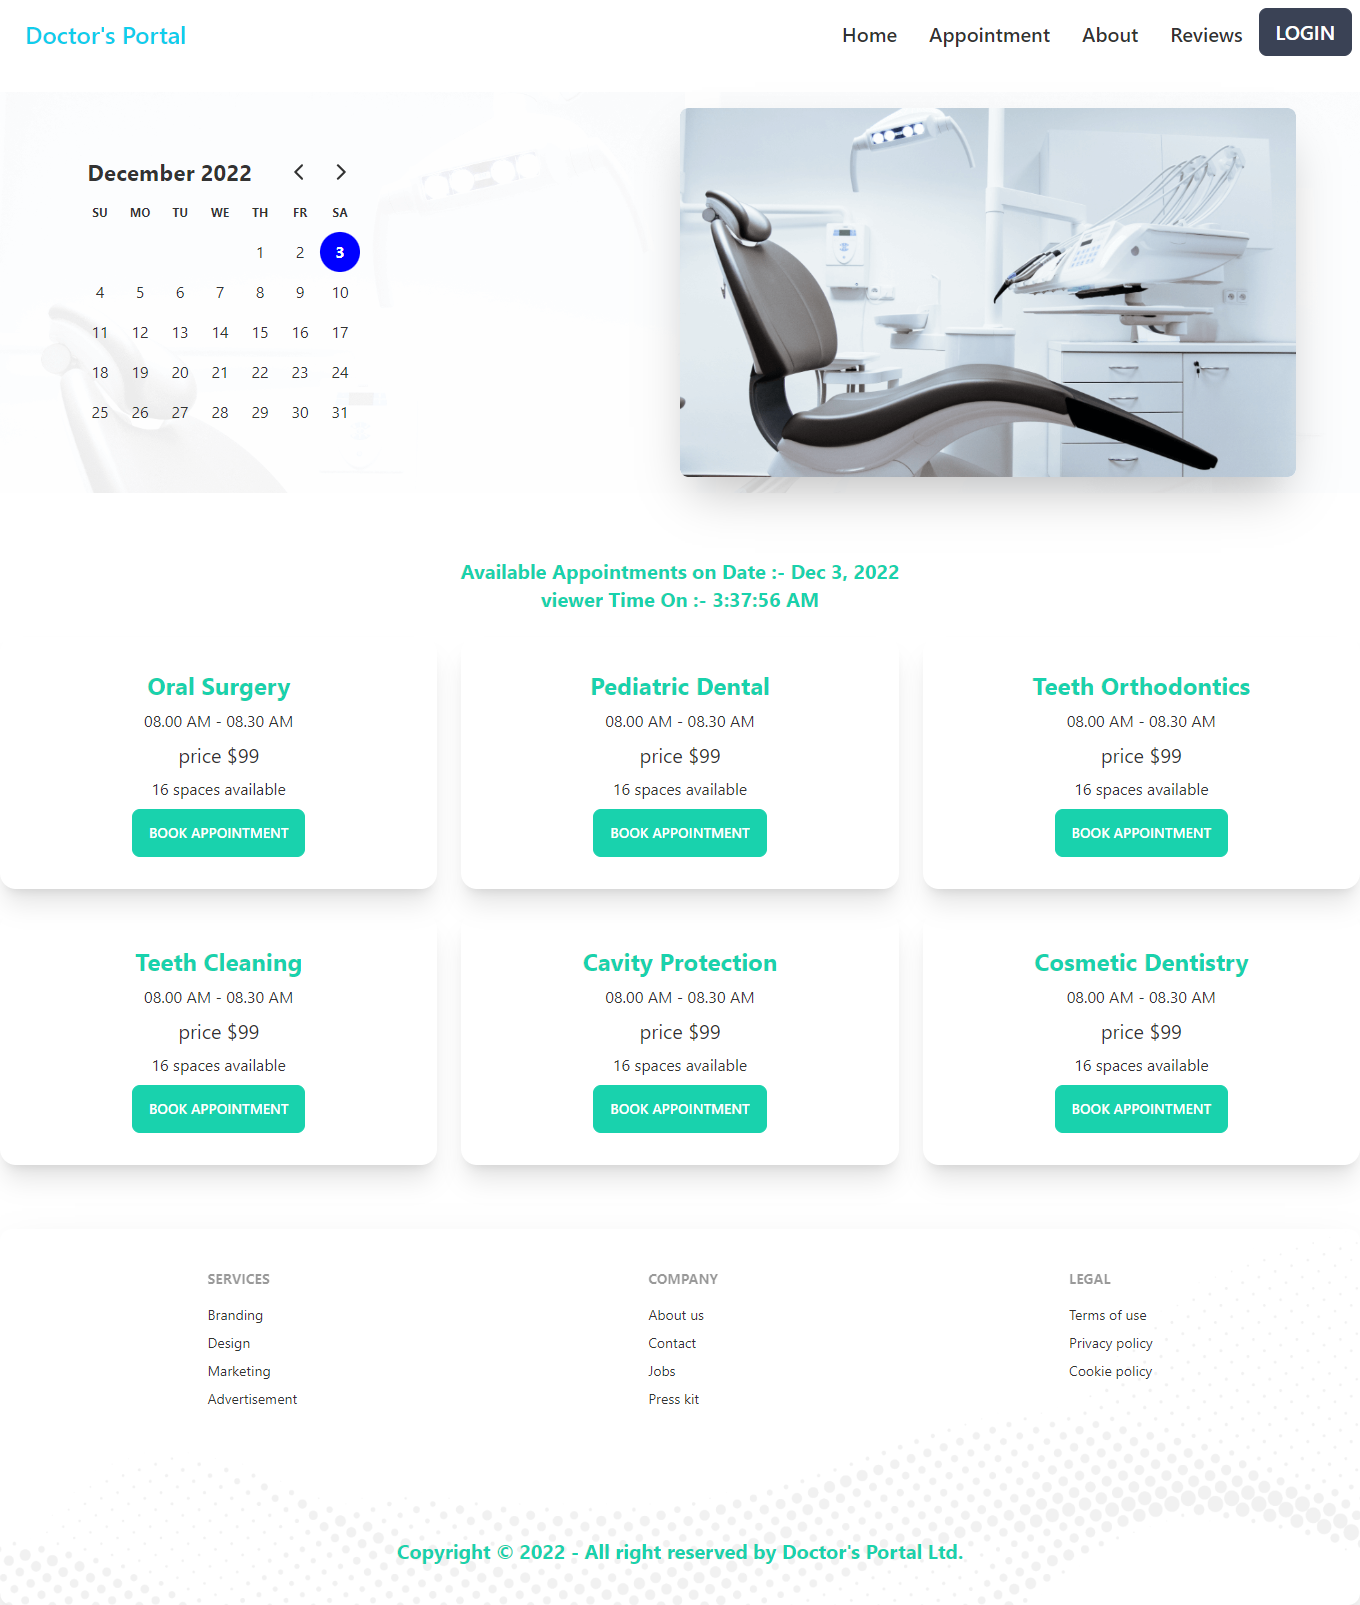 Doctor's Portal
Home Appointment About Reviews LOGIN
December 2022
SU MO TU WE TH FR SA
1 2 3
4 5 6 7 8 9 10
11 12 13 14 15 16 17
18 19 20 21 22 23 24
25 26 27 28 29 30 31
Available Appointments on Date :- Dec 3, 2022
viewer Time On :- 3:37:56 AM
Oral Surgery
08.00 AM - 08.30 AM
price $99
16 spaces available
BOOK APPOINTMENT
Pediatric Dental
08.00 AM - 08.30 AM
price $99
16 spaces available
BOOK APPOINTMENT
Teeth Orthodontics
08.00 AM - 08.30 AM
price $99
16 spaces available
BOOK APPOINTMENT
Teeth Cleaning
08.00 AM - 08.30 AM
price $99
16 spaces available
BOOK APPOINTMENT
Cavity Protection
08.00 AM - 08.30 AM
price $99
16 spaces available
BOOK APPOINTMENT
Cosmetic Dentistry
08.00 AM - 08.30 AM
price $99
16 spaces available
BOOK APPOINTMENT
SERVICES
Branding
Design
Marketing
Advertisement
COMPANY
About us
Contact
Jobs
Press kit
LEGAL
Terms of use
Privacy policy
Cookie policy
Copyright © 2022 - All right reserved by Doctor's Portal Ltd.